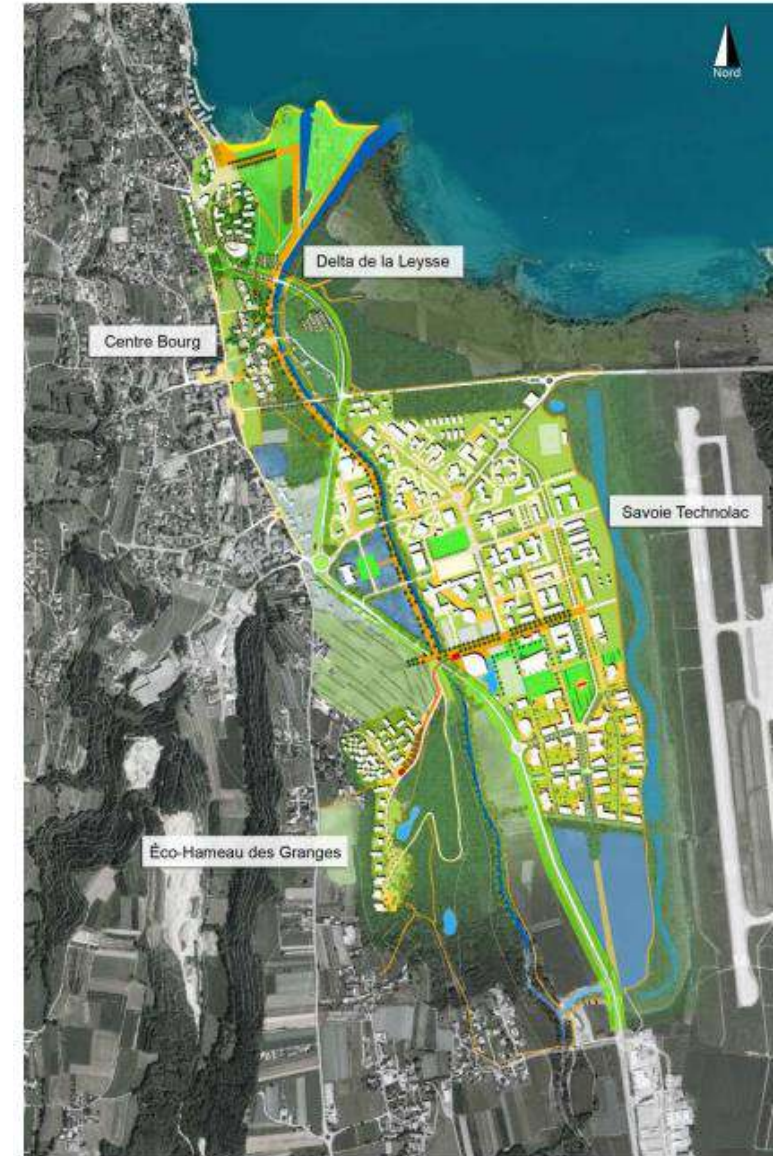 Nord
Delta de la Leysse
Centre Bourg
Savoie Technolac
Éco-Hameau des Granges